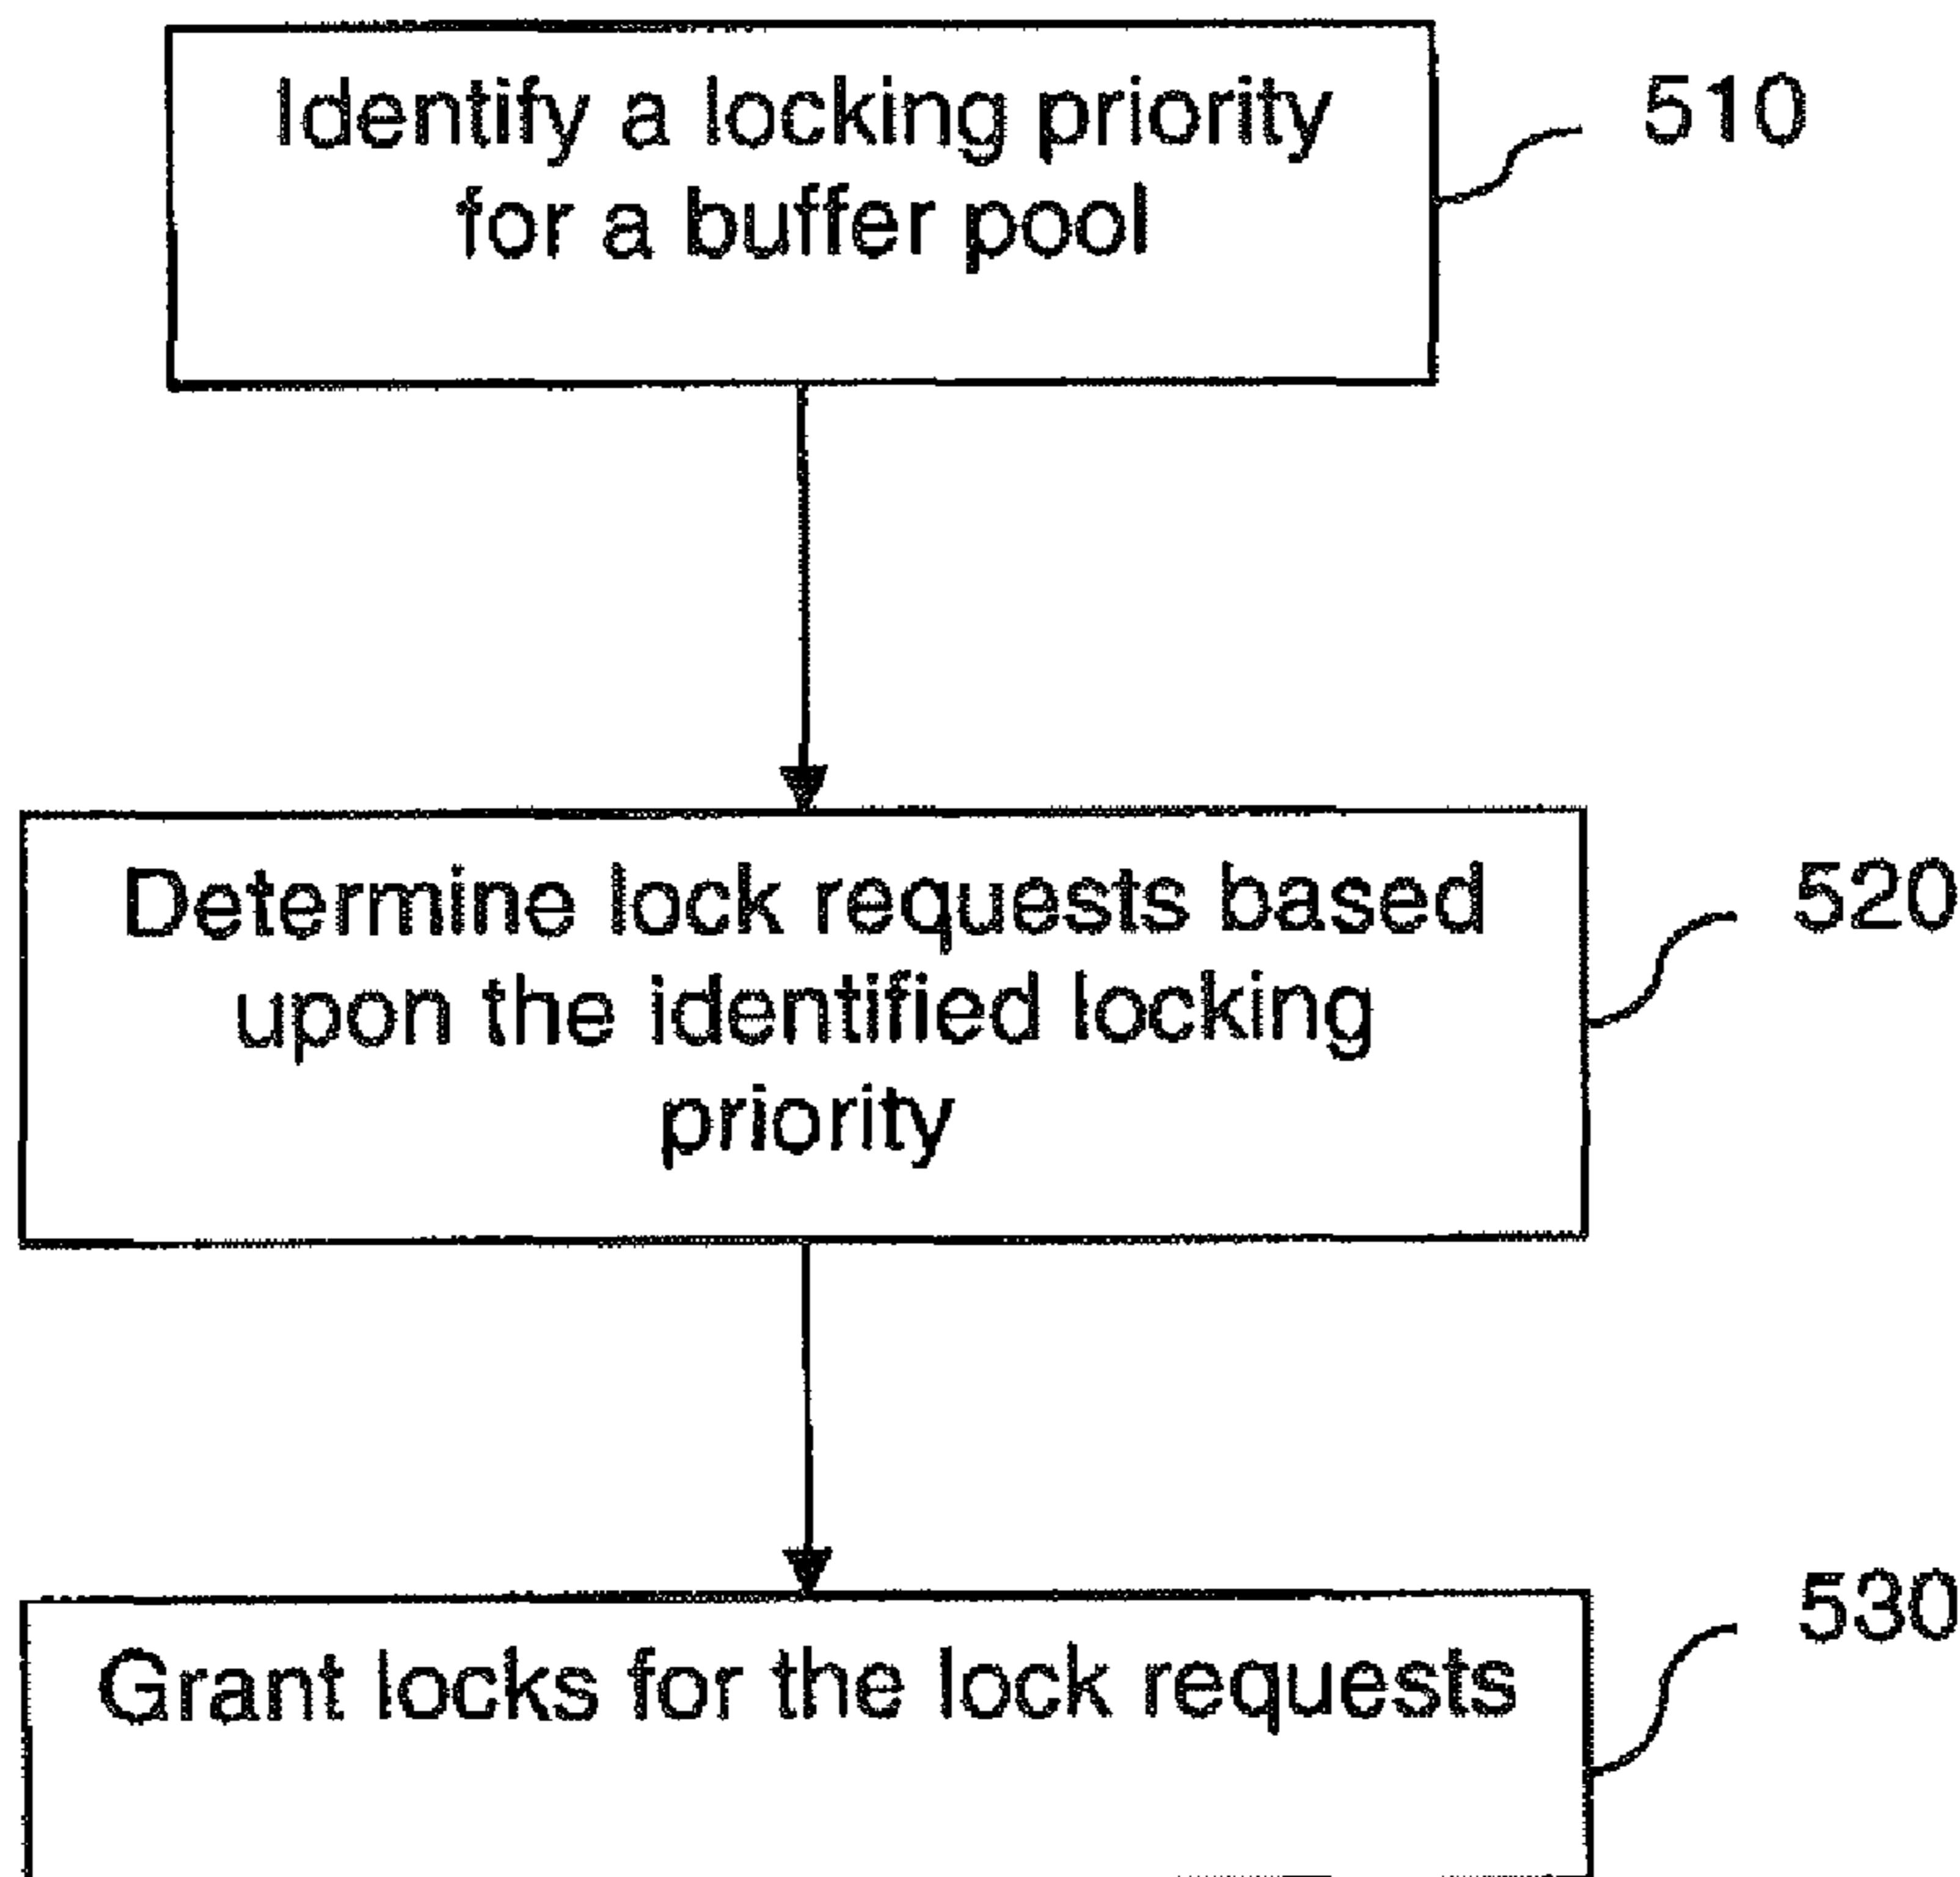 Identify a locking priority
for a buffer pool
510
Determine lock requests based
upon the identified locking
priority
520
Grant locks for the lock requests
530